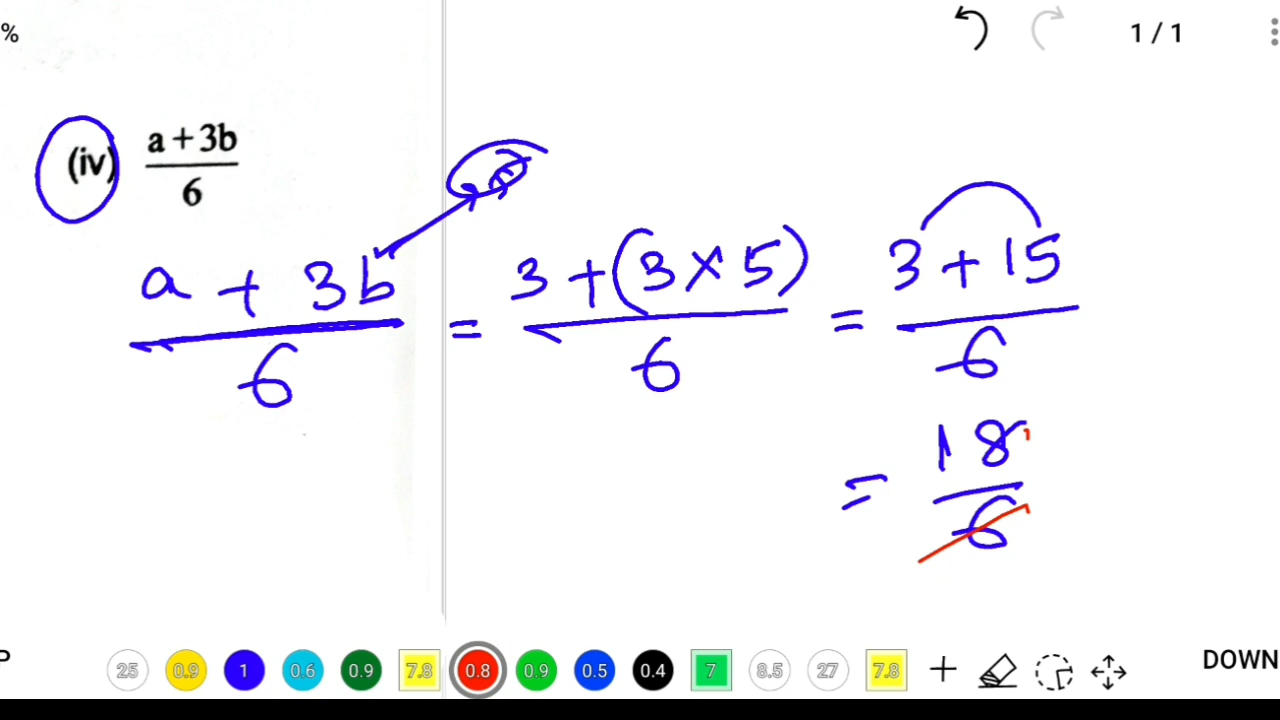 %
1 / 1
(iv) a + 3b / 6
a + 3b / 6 = 3 + (3 × 5) / 6 = 3 + 15 / 6
= 18 / 6
25 0.9 1 0.6 0.9 7.8 0.8 0.9 0.5 0.4 7 8.5 27 7.8 + DOWN